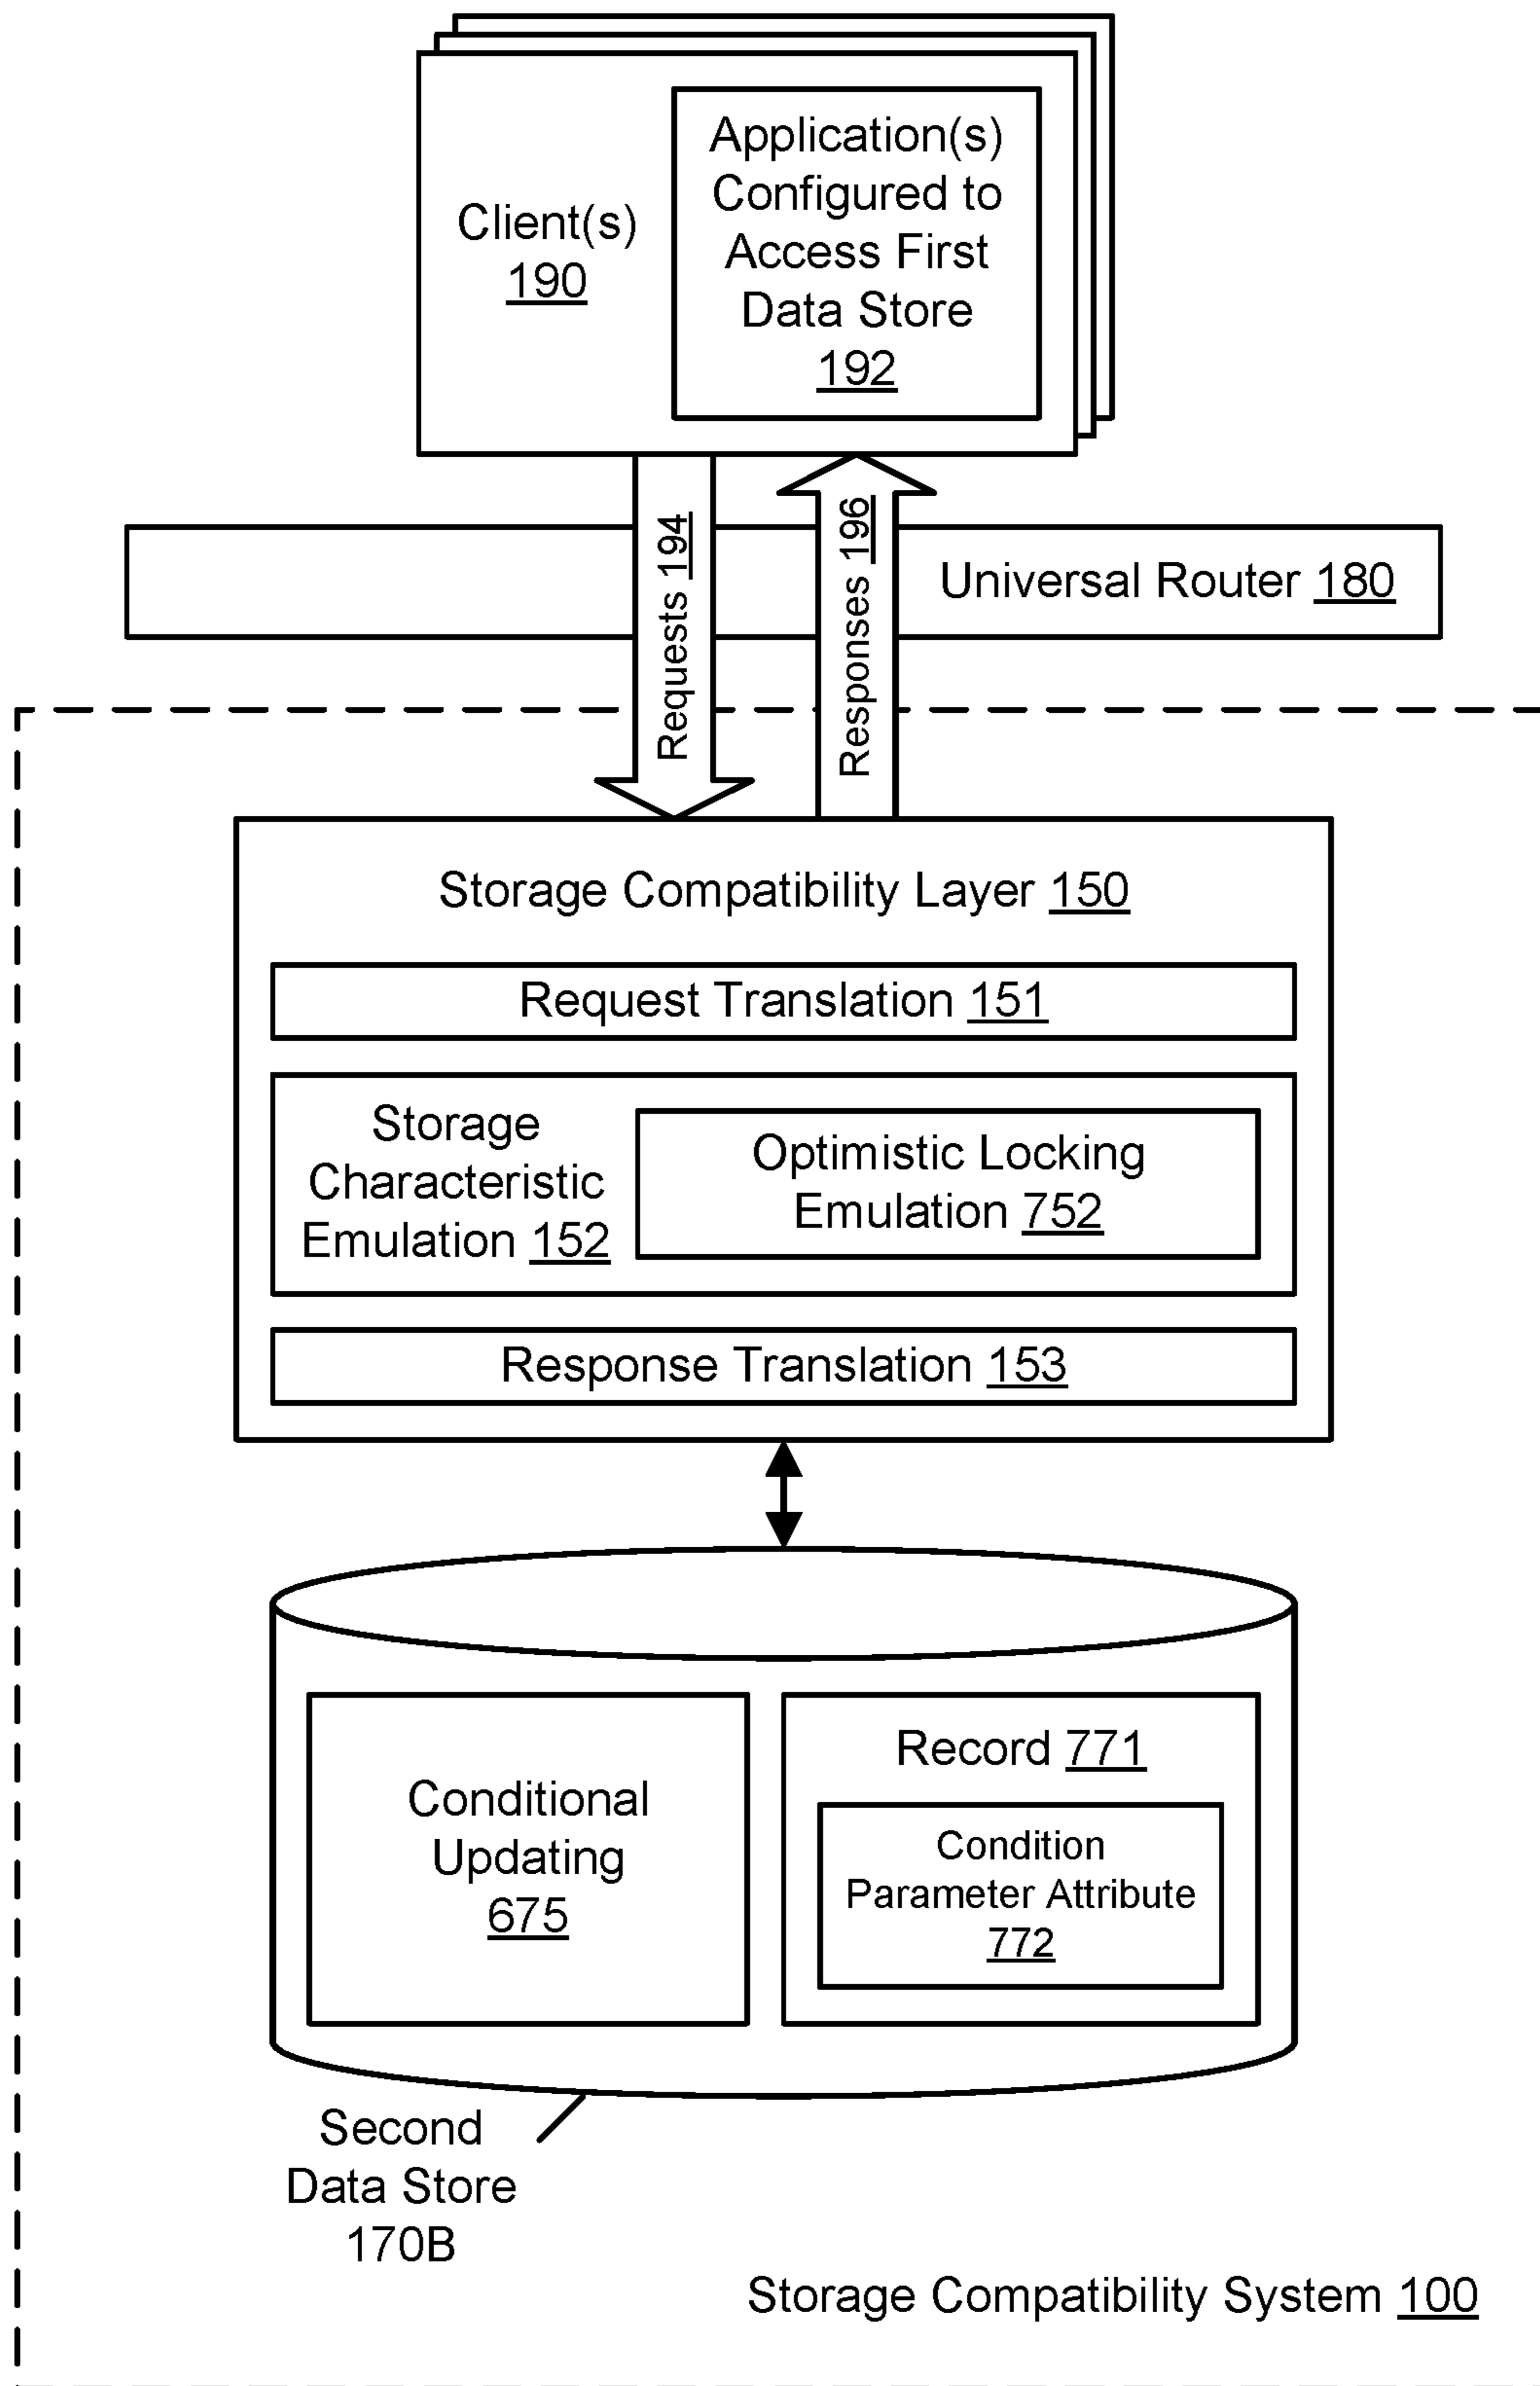 Client(s)
190
Application(s)
Configured to
Access First
Data Store
192
Requests 194
Responses 196
Universal Router 180
Storage Compatibility Layer 150
Request Translation 151
Storage
Characteristic
Emulation 152
Optimistic Locking
Emulation 752
Response Translation 153
Conditional
Updating
675
Record 771
Condition
Parameter Attribute
772
Second
Data Store
170B
Storage Compatibility System 100